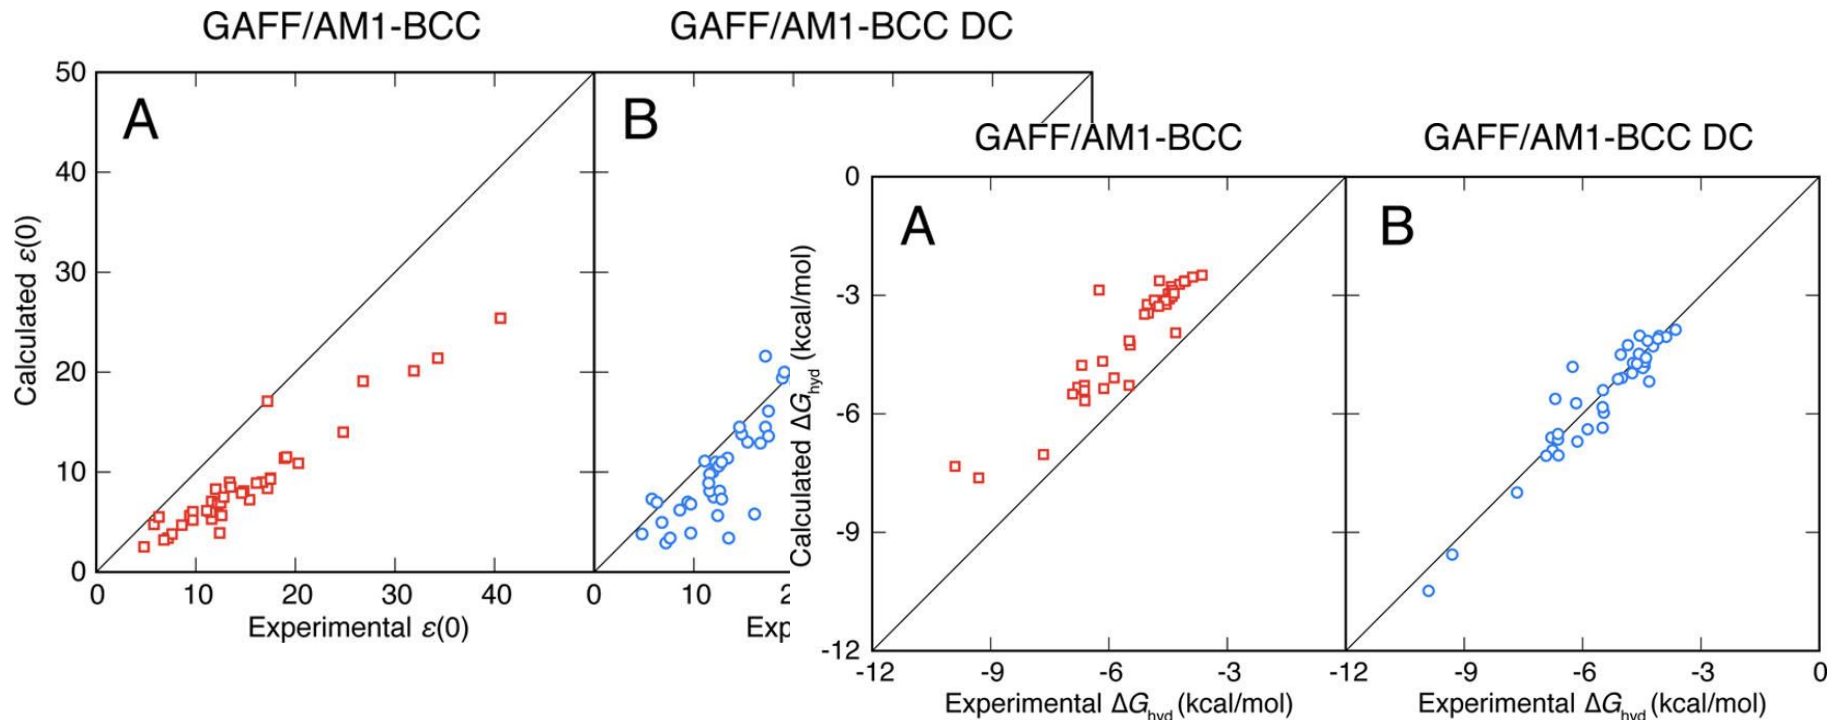 GAFF/AM1-BCC
GAFF/AM1-BCC DC
A
B
50
40
30
20
10
0
Calculated ε(0)
0 10 20 30 40
0 10 2
Experimental ε(0)
Exp
GAFF/AM1-BCC
GAFF/AM1-BCC DC
A
B
0
-3
-6
-9
-12
Calculated ΔGhyd (kcal/mol)
-12 -9 -6 -3
-12 -9 -6 -3 0
Experimental ΔGhyd (kcal/mol)
Experimental ΔGhyd (kcal/mol)